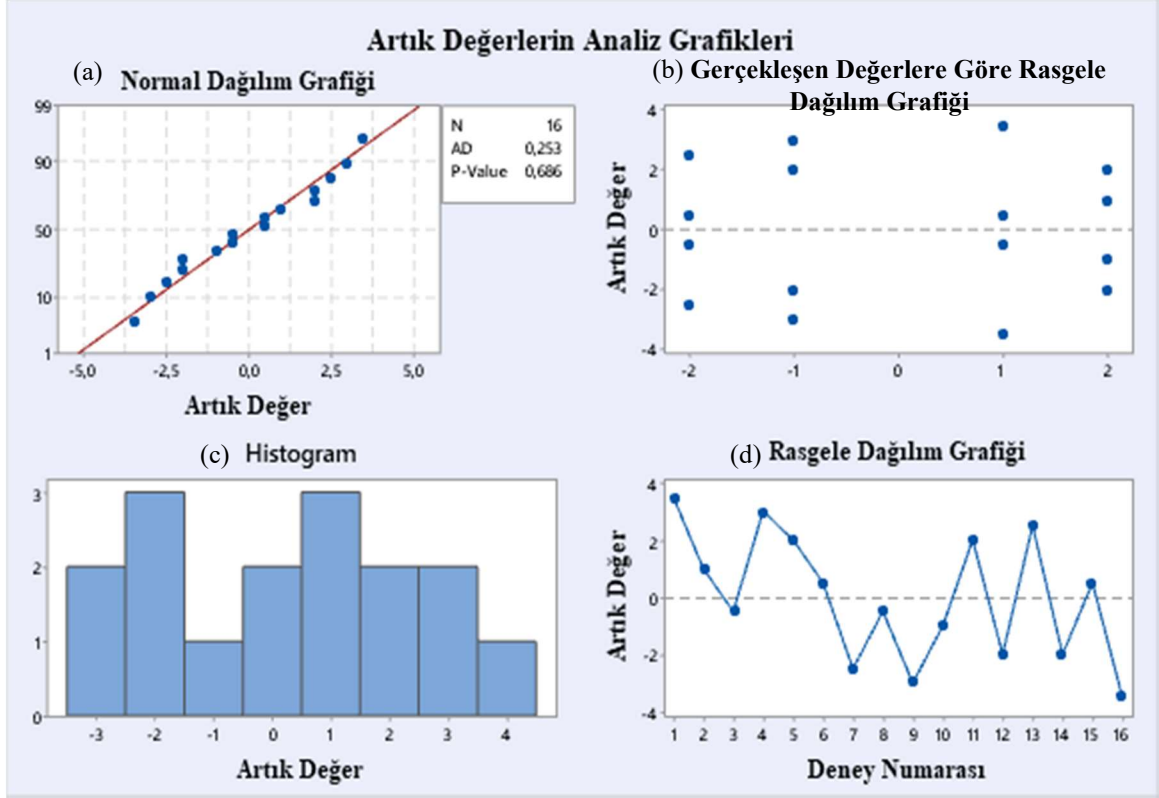 Artık Değerlerin Analiz Grafikleri
(a) Normal Dağılım Grafiği
99
90
50
10
1
-5,0 -2,5 0,0 2,5 5,0
Artık Değer
N 16
AD 0,253
P-Value 0,686
(b) Gerçekleşen Değerlere Göre Rasgele
Dağılım Grafiği
Artık Değer
4
2
0
-2
-4
-2 -1 0 1 2
(c) Histogram
3
2
1
0
-3 -2 -1 0 1 2 3 4
Artık Değer
(d) Rasgele Dağılım Grafiği
Artık Değer
4
2
0
-2
-4
1 2 3 4 5 6 7 8 9 10 11 12 13 14 15 16
Deney Numarası